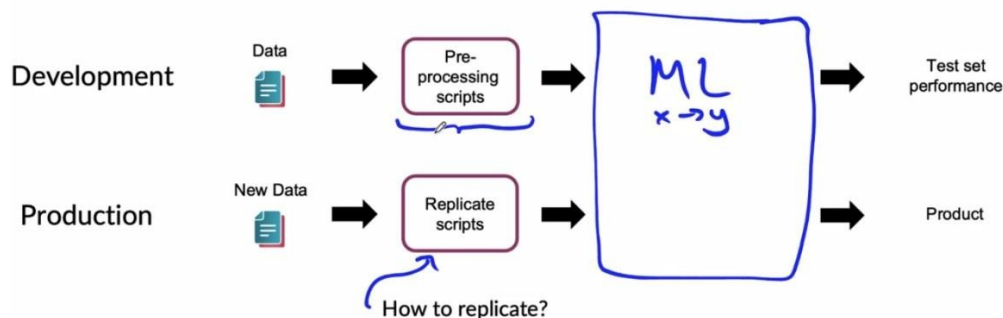 Development
Data
Pre-
processing
scripts
ML
x → y
Test set
performance
Production
New Data
Replicate
scripts
Product
How to replicate?